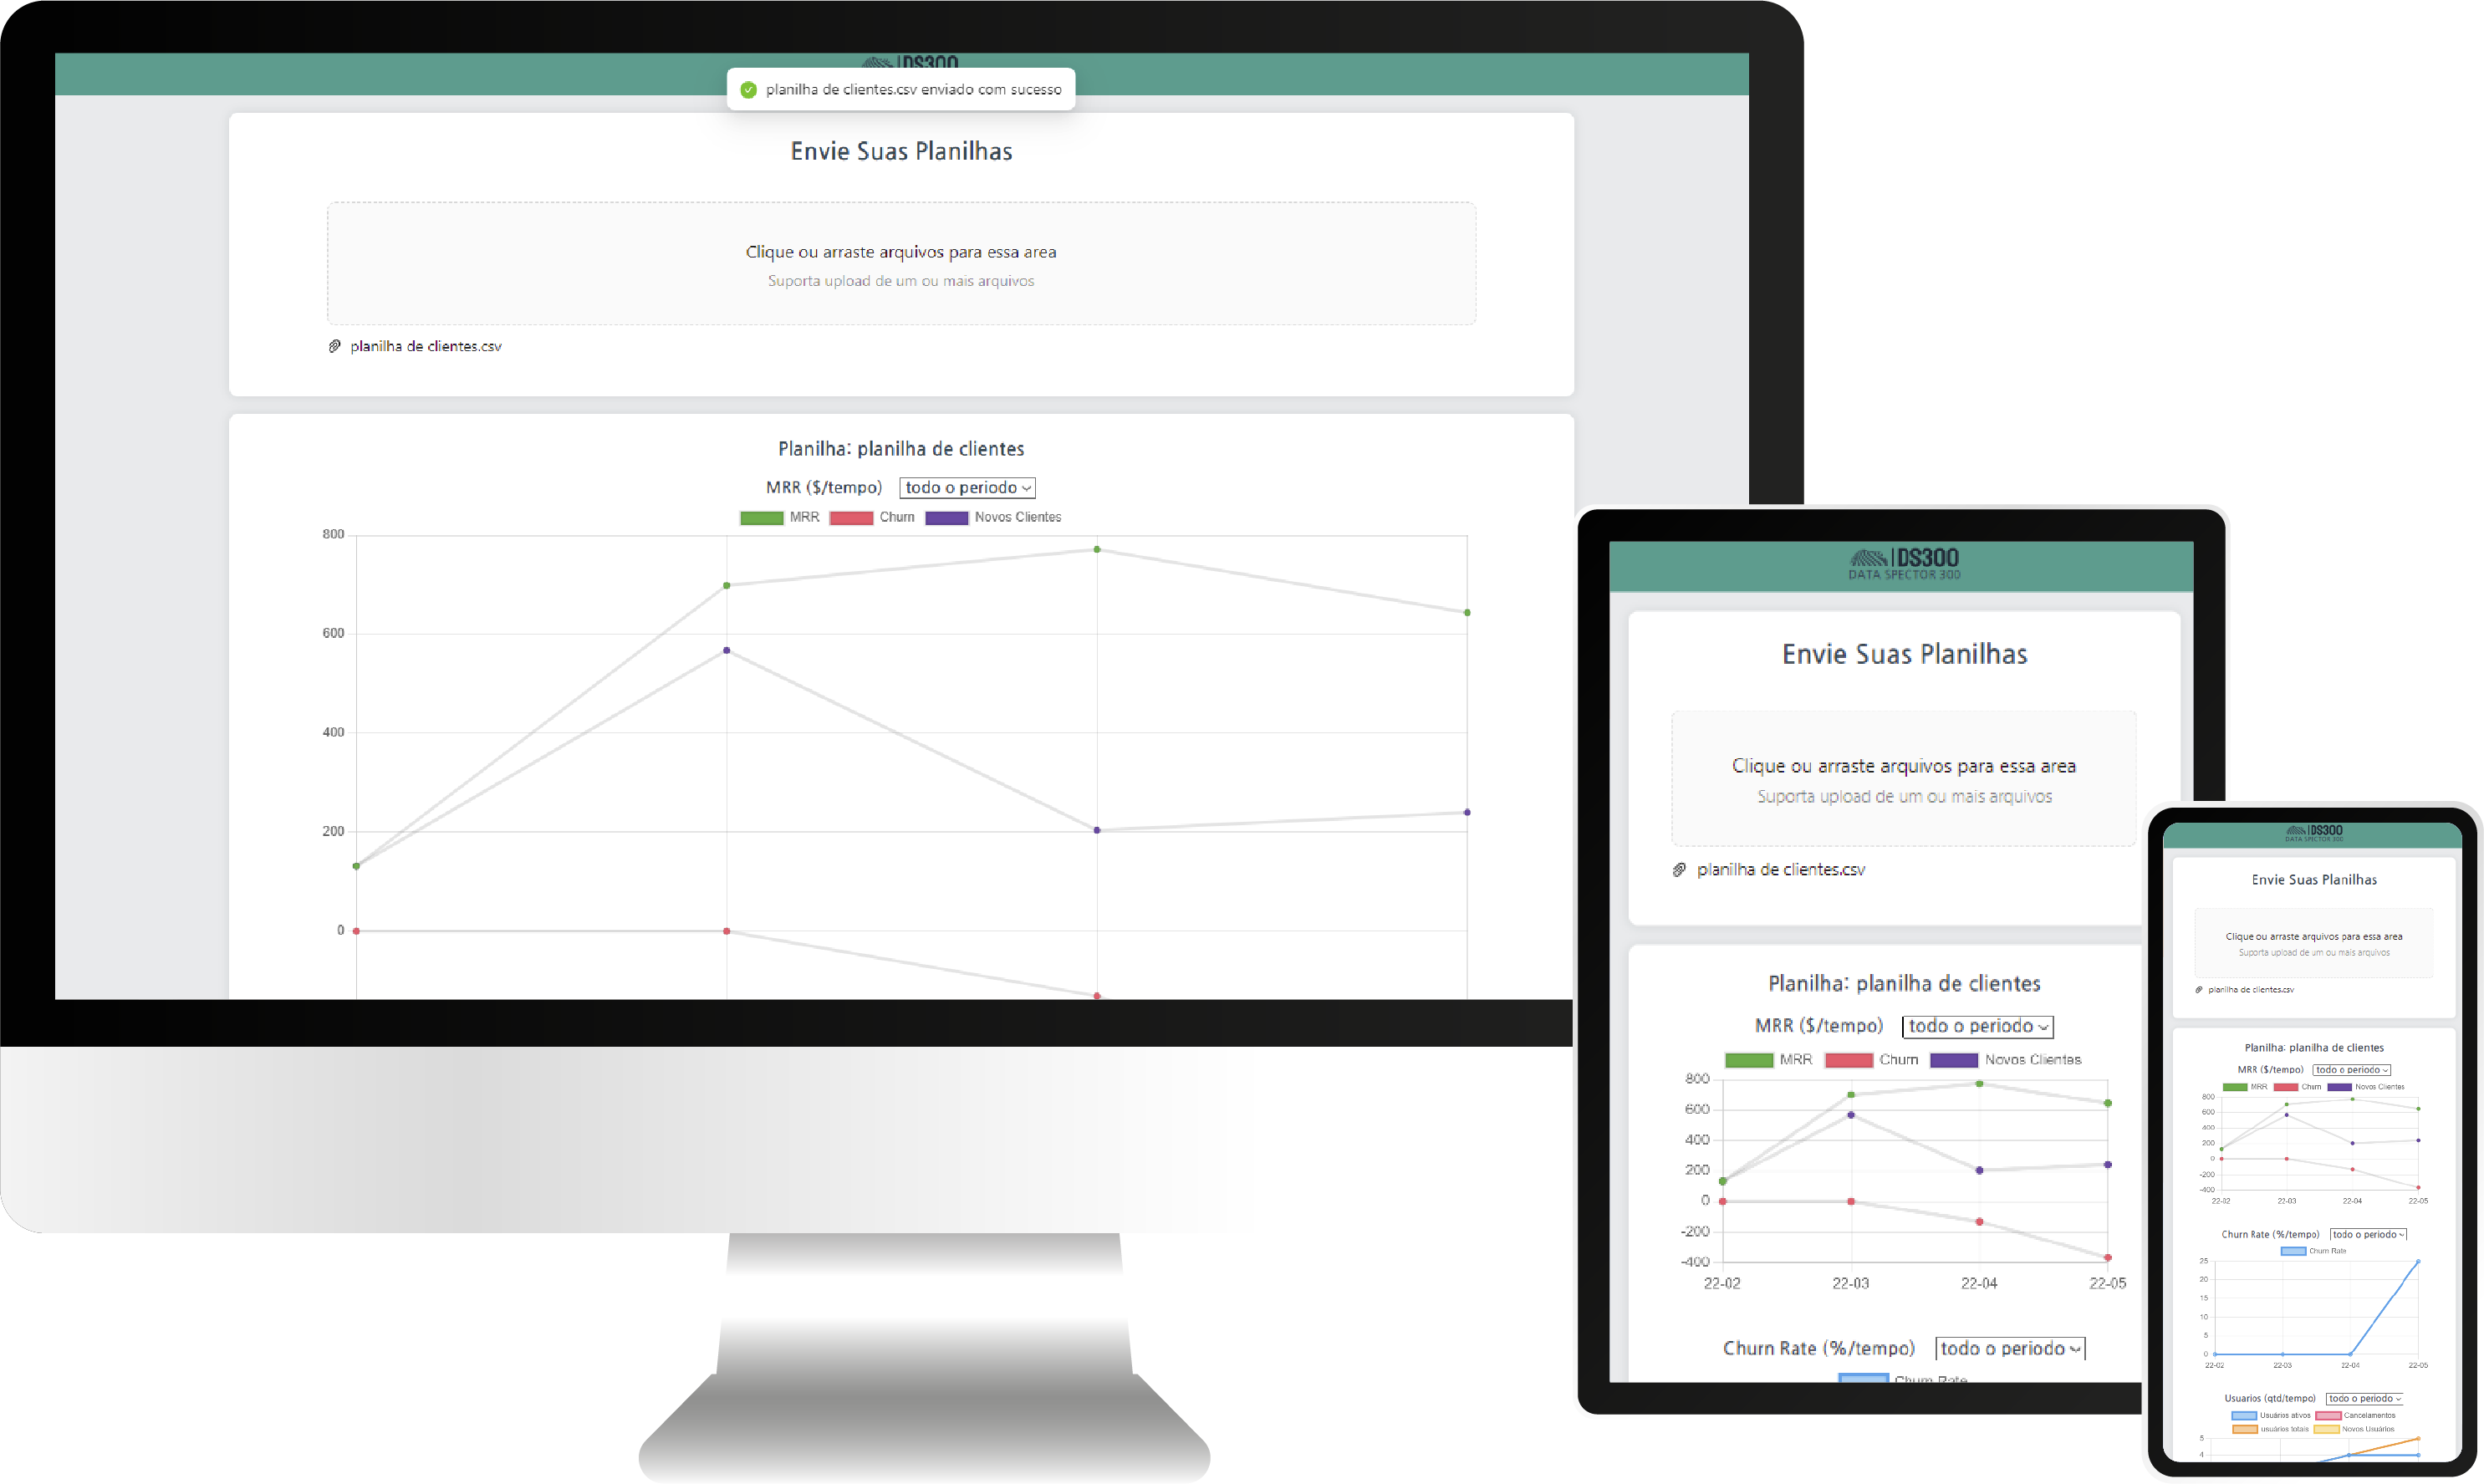 DS300
planilha de clientes.csv enviado com sucesso
Envie Suas Planilhas
Clique ou arraste arquivos para essa area
Suporta upload de um ou mais arquivos
planilha de clientes.csv
Planilha: planilha de clientes
MRR ($/tempo) todo o periodo
MRR Churn Novos Clientes
800
600
400
200
0
DS300
DATA SPECTOR 300
Envie Suas Planilhas
Clique ou arraste arquivos para essa area
Suporta upload de um ou mais arquivos
planilha de clientes.csv
Planilha: planilha de clientes
MRR ($/tempo) todo o periodo
MRR Churn Novos Clientes
800
600
400
200
0
-200
-400
22-02 22-03 22-04 22-05
Churn Rate (%/tempo) todo o periodo
Churn Rate
DS300
DATA SPECTOR 300
Envie Suas Planilhas
Clique ou arraste arquivos para essa area
Suporta upload de um ou mais arquivos
planilha de clientes.csv
Planilha: planilha de clientes
MRR ($/tempo) todo o periodo
MRR Churn Novos Clientes
800
600
400
200
0
-200
-400
22-02 22-03 22-04 22-05
Churn Rate (%/tempo) todo o periodo
Churn Rate
25
20
15
10
5
0
22-02 22-03 22-04 22-05
Usuarios (qtd/tempo) todo o periodo
Usuários ativos Cancelamentos
usuários totais Novos Usuários
5
4